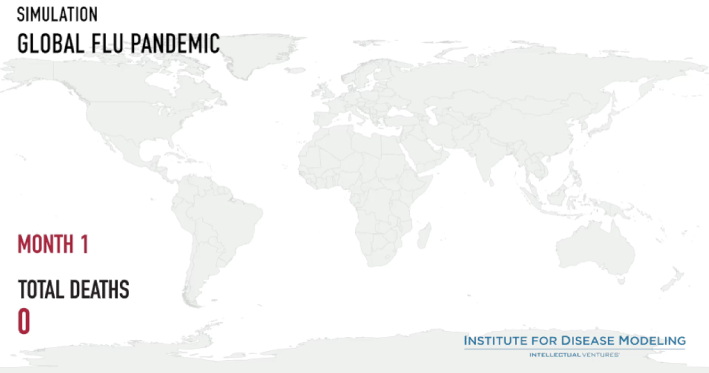 SIMULATION
GLOBAL FLU PANDEMIC
MONTH 1
TOTAL DEATHS
0
INSTITUTE FOR DISEASE MODELING
INTELLECTUAL VENTURES®